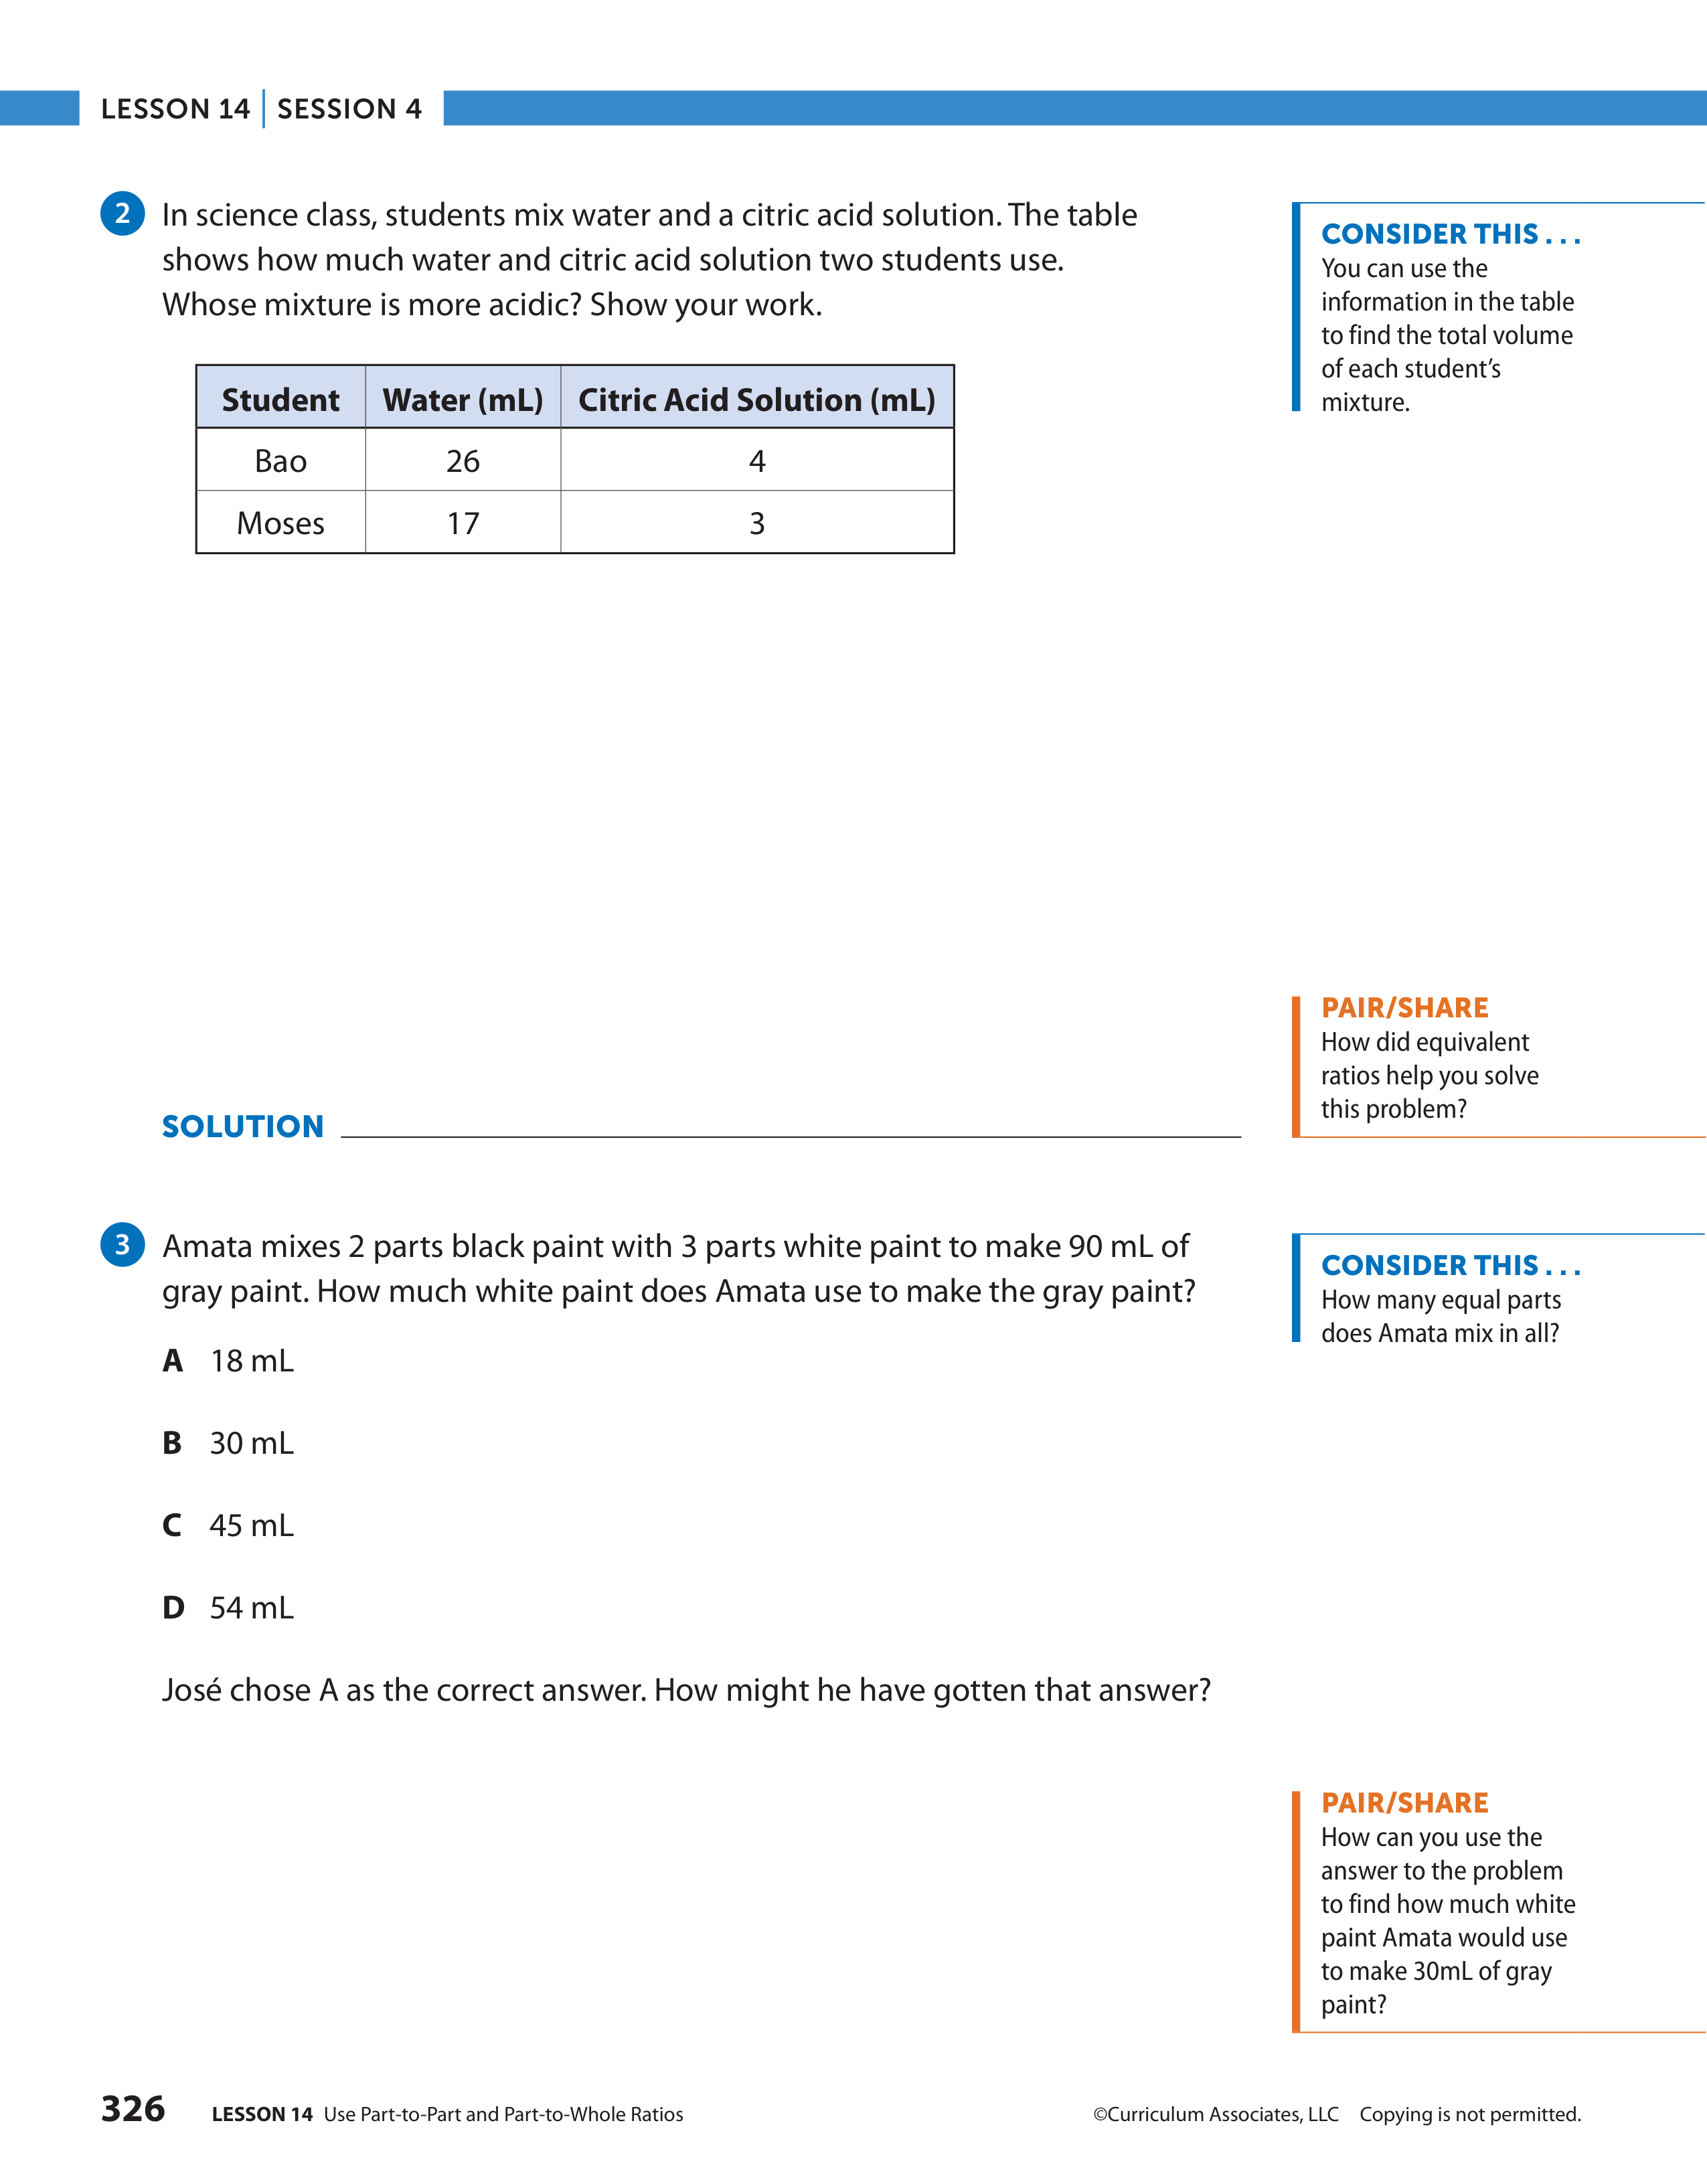 LESSON 14 | SESSION 4
2 In science class, students mix water and a citric acid solution. The table
shows how much water and citric acid solution two students use.
Whose mixture is more acidic? Show your work.
Student Water (mL) Citric Acid Solution (mL)
Bao 26 4
Moses 17 3
CONSIDER THIS . . .
You can use the
information in the table
to find the total volume
of each student’s
mixture.
PAIR/SHARE
How did equivalent
ratios help you solve
this problem?
SOLUTION
3 Amata mixes 2 parts black paint with 3 parts white paint to make 90 mL of
gray paint. How much white paint does Amata use to make the gray paint?
A 18 mL
B 30 mL
C 45 mL
D 54 mL
José chose A as the correct answer. How might he have gotten that answer?
CONSIDER THIS . . .
How many equal parts
does Amata mix in all?
PAIR/SHARE
How can you use the
answer to the problem
to find how much white
paint Amata would use
to make 30mL of gray
paint?
326 LESSON 14 Use Part-to-Part and Part-to-Whole Ratios
©Curriculum Associates, LLC Copying is not permitted.